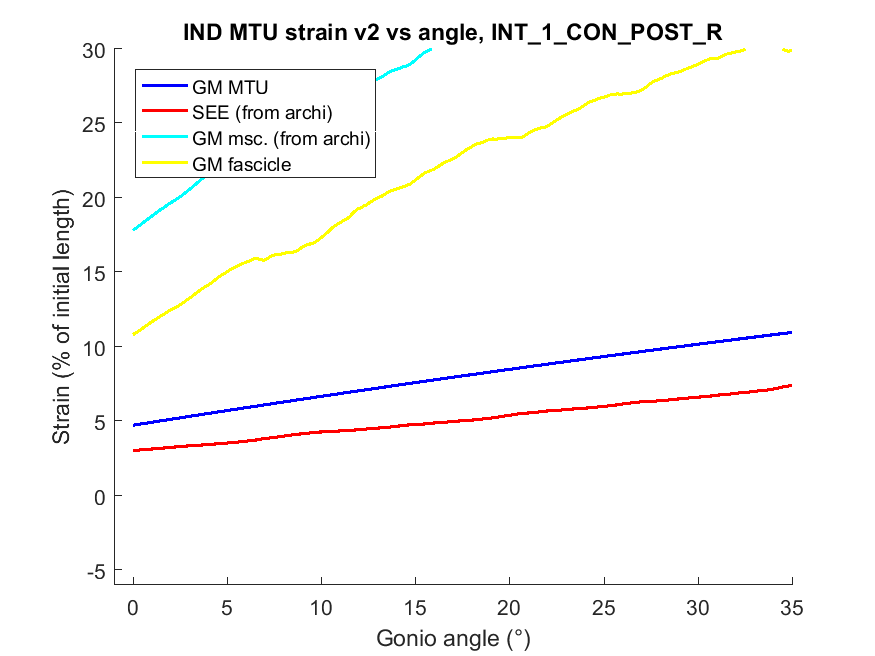 IND MTU strain v2 vs angle, INT_1_CON_POST_R
30
25
20
15
10
5
0
-5
Strain (% of initial length)
GM MTU
SEE (from archi)
GM msc. (from archi)
GM fascicle
0 5 10 15 20 25 30 35
Gonio angle (°)